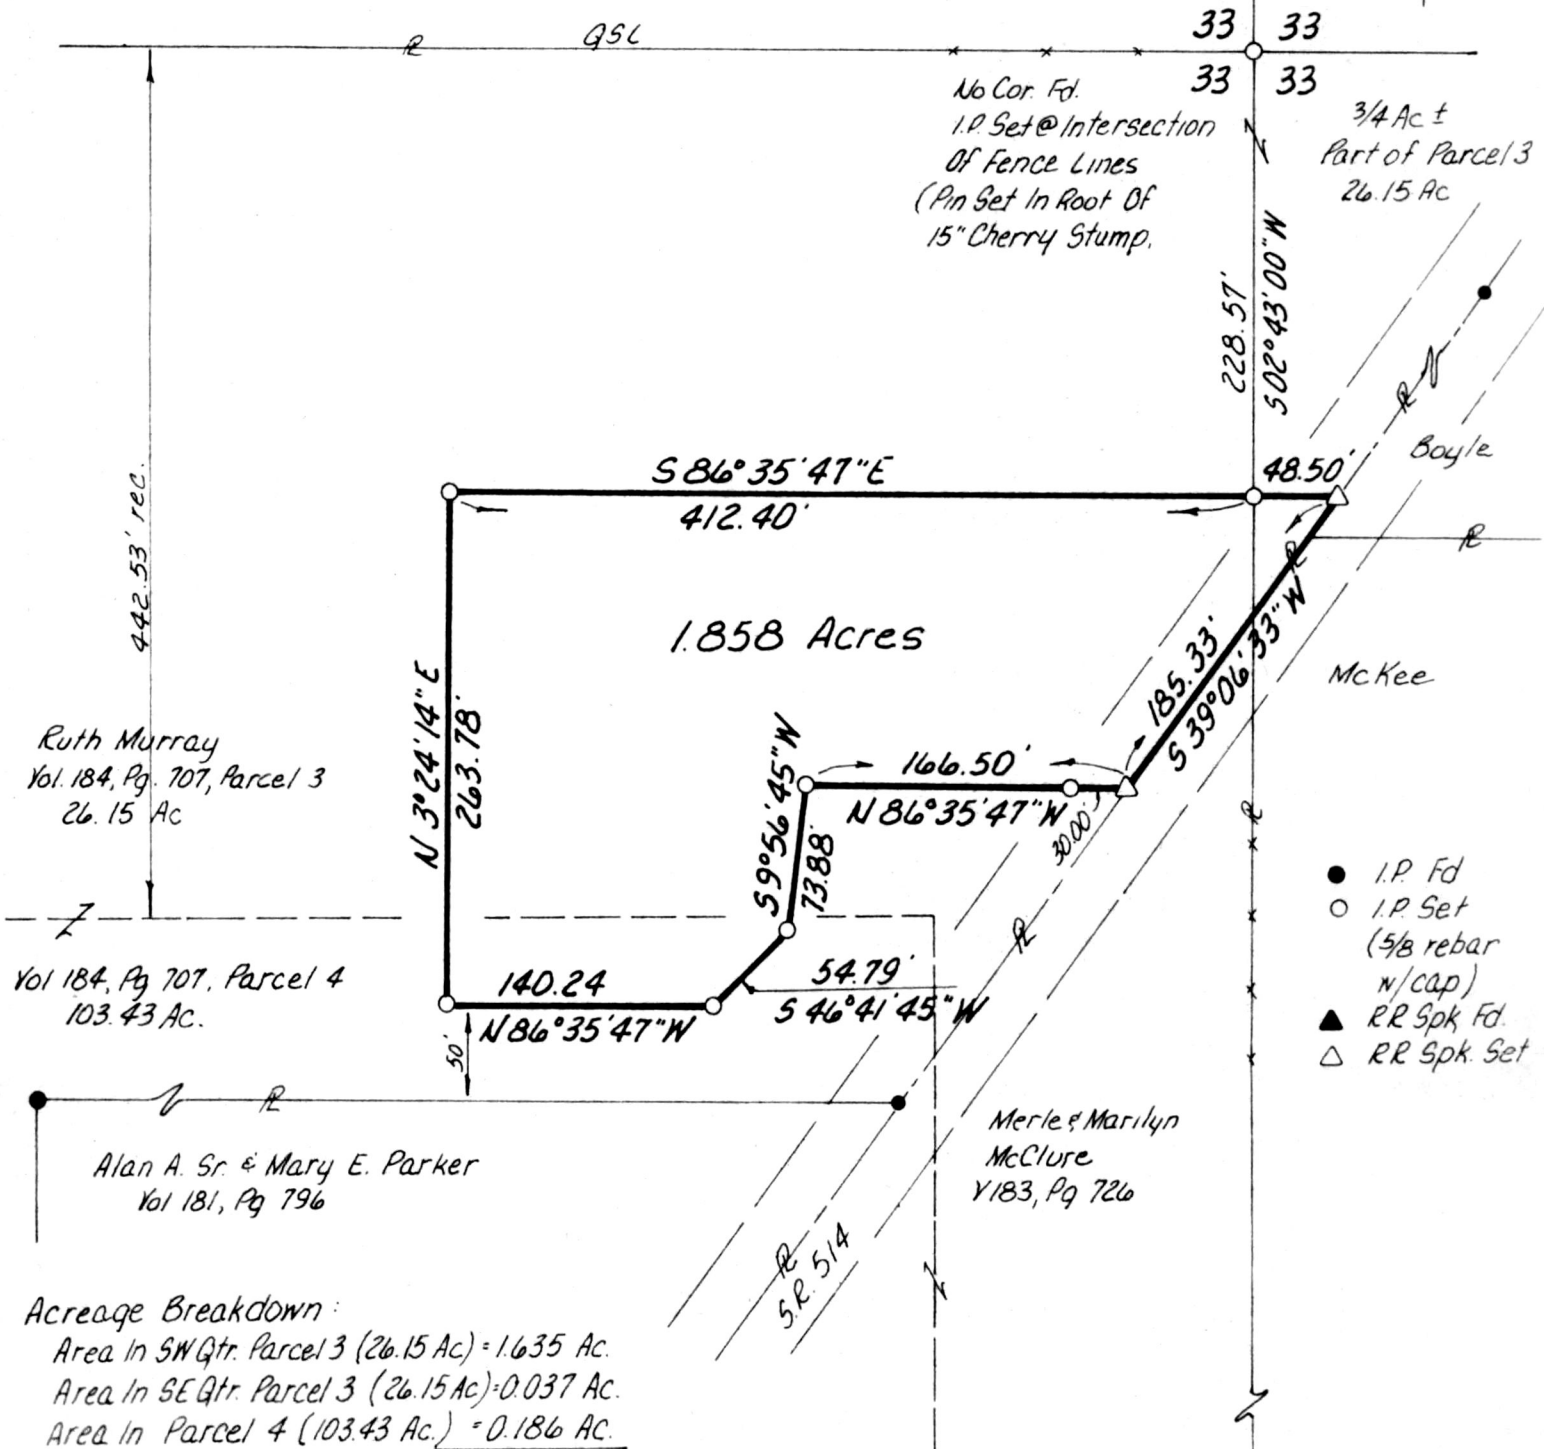 33 33
QSL
33 33
No Cor. Fd.
I.P. Set @ Intersection
Of Fence Lines
(Pin Set In Root Of
15" Cherry Stump.
3/4 Ac ±
Part of Parcel 3
26.15 Ac
228.57'
S 02° 43' 00" W
442.53' rec.
S 86° 35' 47" E
412.40'
48.50'
Boyle
1.858 Acres
185.33'
S 39° 06' 33" W
McKee
N 3° 24' 14" E
263.78'
Ruth Murray
Vol. 184, Pg. 707, Parcel 3
26.15 Ac
S 9° 56' 45" W
73.88'
166.50'
N 86° 35' 47" W
30.00'
I.P. Fd
I.P. Set
(5/8 rebar
w/cap)
RR Spk Fd.
RR Spk. Set
Vol 184, Pg 707, Parcel 4
103.43 Ac.
140.24
N 86° 35' 47" W
54.79'
S 46° 41' 45" W
50'
Alan A. Sr. & Mary E. Parker
Vol 181, Pg 796
Merle & Marilyn
McClure
V 183, Pg 726
S.R. 514
Acreage Breakdown:
Area In SW Qtr. Parcel 3 (26.15 Ac) = 1.635 Ac.
Area In SE Qtr. Parcel 3 (26.15 Ac) = 0.037 Ac.
Area In Parcel 4 (103.43 Ac.) = 0.186 Ac.